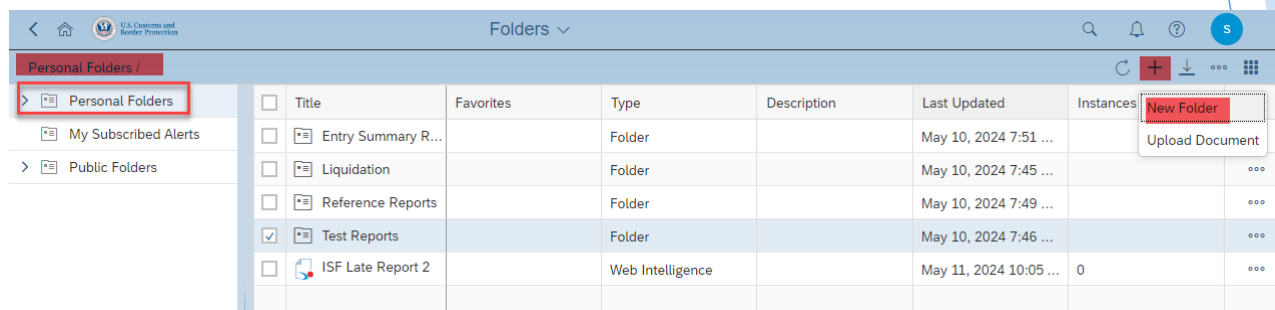 U.S. Customs and
Border Protection
Folders
S
Personal Folders /
Personal Folders
My Subscribed Alerts
Public Folders
Title Favorites Type Description Last Updated Instances
Entry Summary R... Folder May 10, 2024 7:51 ...
Liquidation Folder May 10, 2024 7:45 ...
Reference Reports Folder May 10, 2024 7:49 ...
Test Reports Folder May 10, 2024 7:46 ...
ISF Late Report 2 Web Intelligence May 11, 2024 10:05 ... 0
New Folder
Upload Document